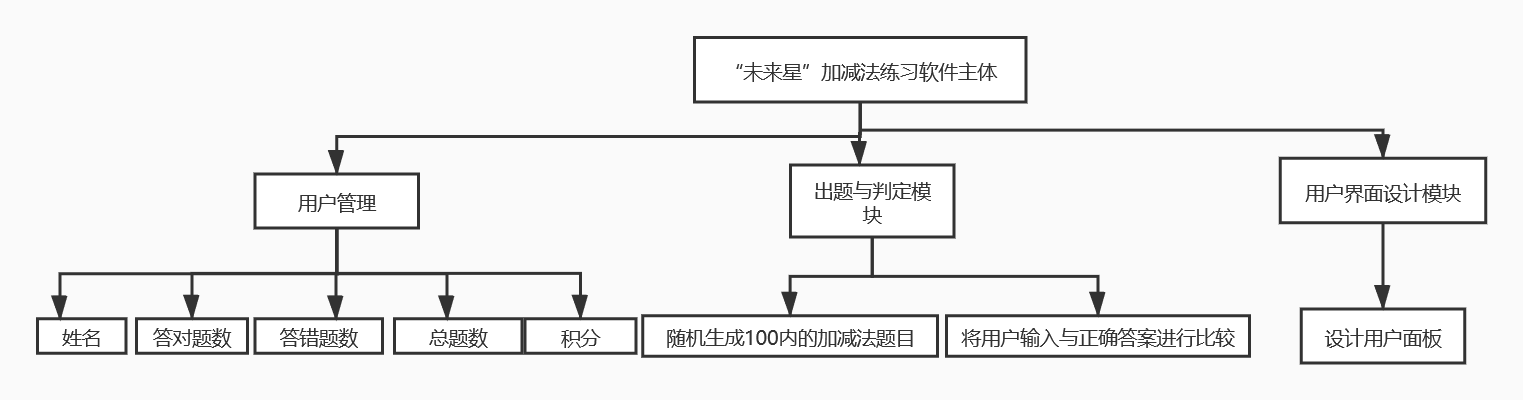 “未来星”加减法练习软件主体
用户管理
出题与判定模
块
用户界面设计模块
姓名
答对题数
答错题数
总题数
积分
随机生成100内的加减法题目
将用户输入与正确答案进行比较
设计用户面板